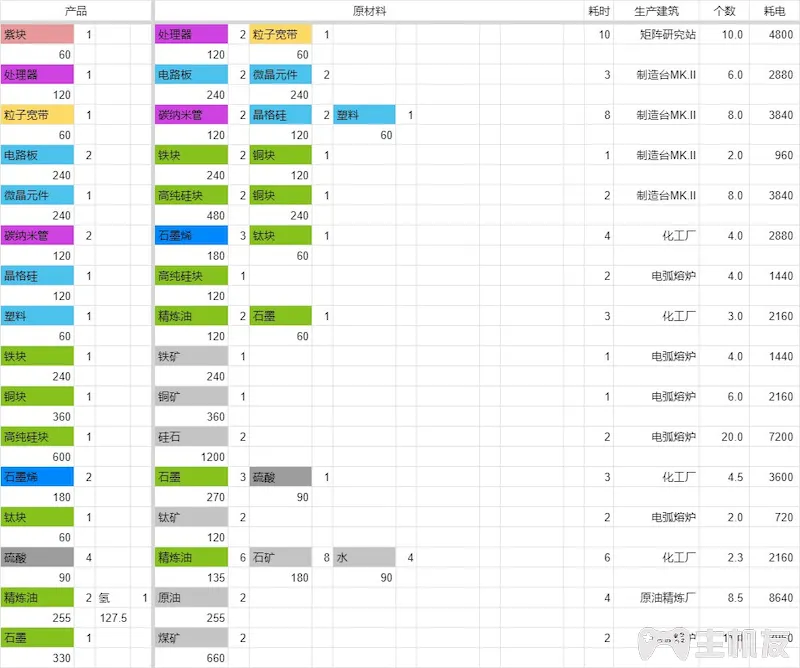 产品 原材料 耗时 生产建筑 个数 耗电
紫块 1 处理器 2 粒子宽带 1 10 矩阵研究站 10.0 4800
60 120 60
处理器 1 电路板 2 微晶元件 2 3 制造台MK.II 6.0 2880
120 240 240
粒子宽带 1 碳纳米管 2 晶格硅 2 塑料 1 8 制造台MK.II 8.0 3840
60 120 120 60
电路板 2 铁块 2 铜块 1 1 制造台MK.II 2.0 960
240 240 120
微晶元件 1 高纯硅块 2 铜块 1 2 制造台MK.II 8.0 3840
240 480 240
碳纳米管 2 石墨烯 3 钛块 1 4 化工厂 4.0 2880
120 180 60
晶格硅 1 高纯硅块 1 2 电弧熔炉 4.0 1440
120 120
塑料 1 精炼油 2 石墨 1 3 化工厂 3.0 2160
60 120 60
铁块 1 铁矿 1 1 电弧熔炉 4.0 1440
240 240
铜块 1 铜矿 1 1 电弧熔炉 6.0 2160
360 360
高纯硅块 1 硅石 2 2 电弧熔炉 20.0 7200
600 1200
石墨烯 2 石墨 3 硫酸 1 3 化工厂 4.5 3600
180 270 90
钛块 1 钛矿 2 2 电弧熔炉 2.0 720
60 120
硫酸 4 精炼油 6 石矿 8 水 4 6 化工厂 2.3 2160
90 135 180 90
精炼油 2 氢 1 原油 2 4 原油精炼厂 8.5 8640
255 127.5 255
石墨 1 煤矿 2 2
330 660
主机友